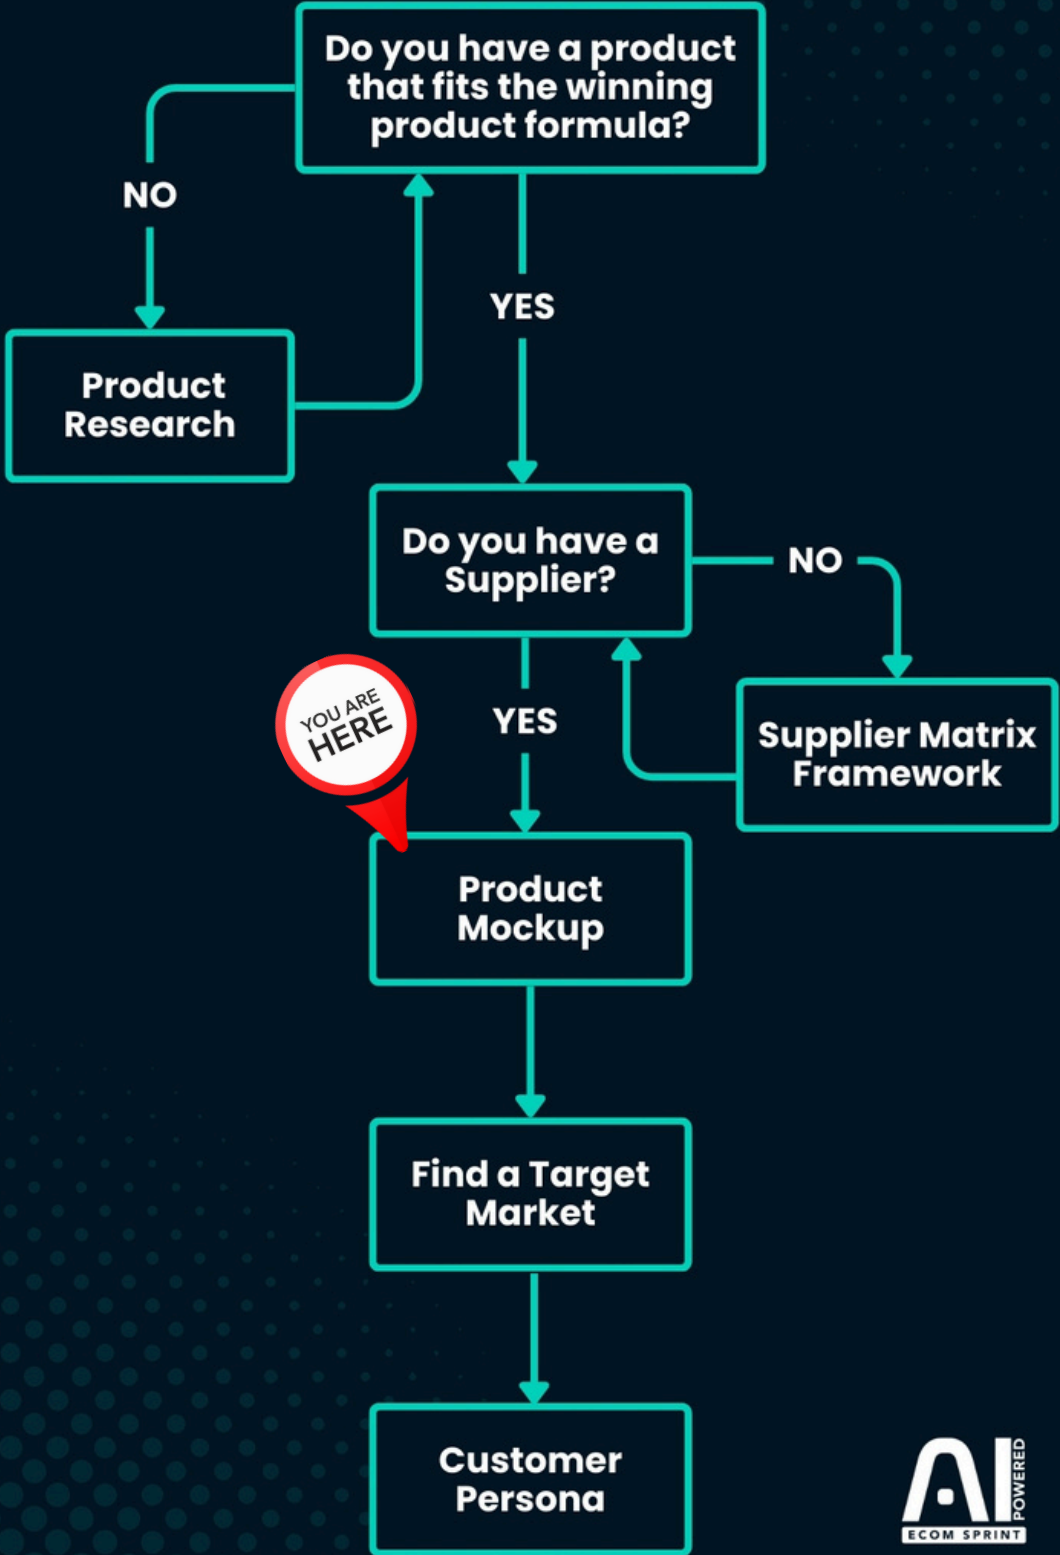 Do you have a product
that fits the winning
product formula?
NO
YES
Product
Research
Do you have a
Supplier?
NO
YOU ARE
HERE
YES
Supplier Matrix
Framework
Product
Mockup
Find a Target
Market
Customer
Persona
AI
POWERED
ECOM SPRINT